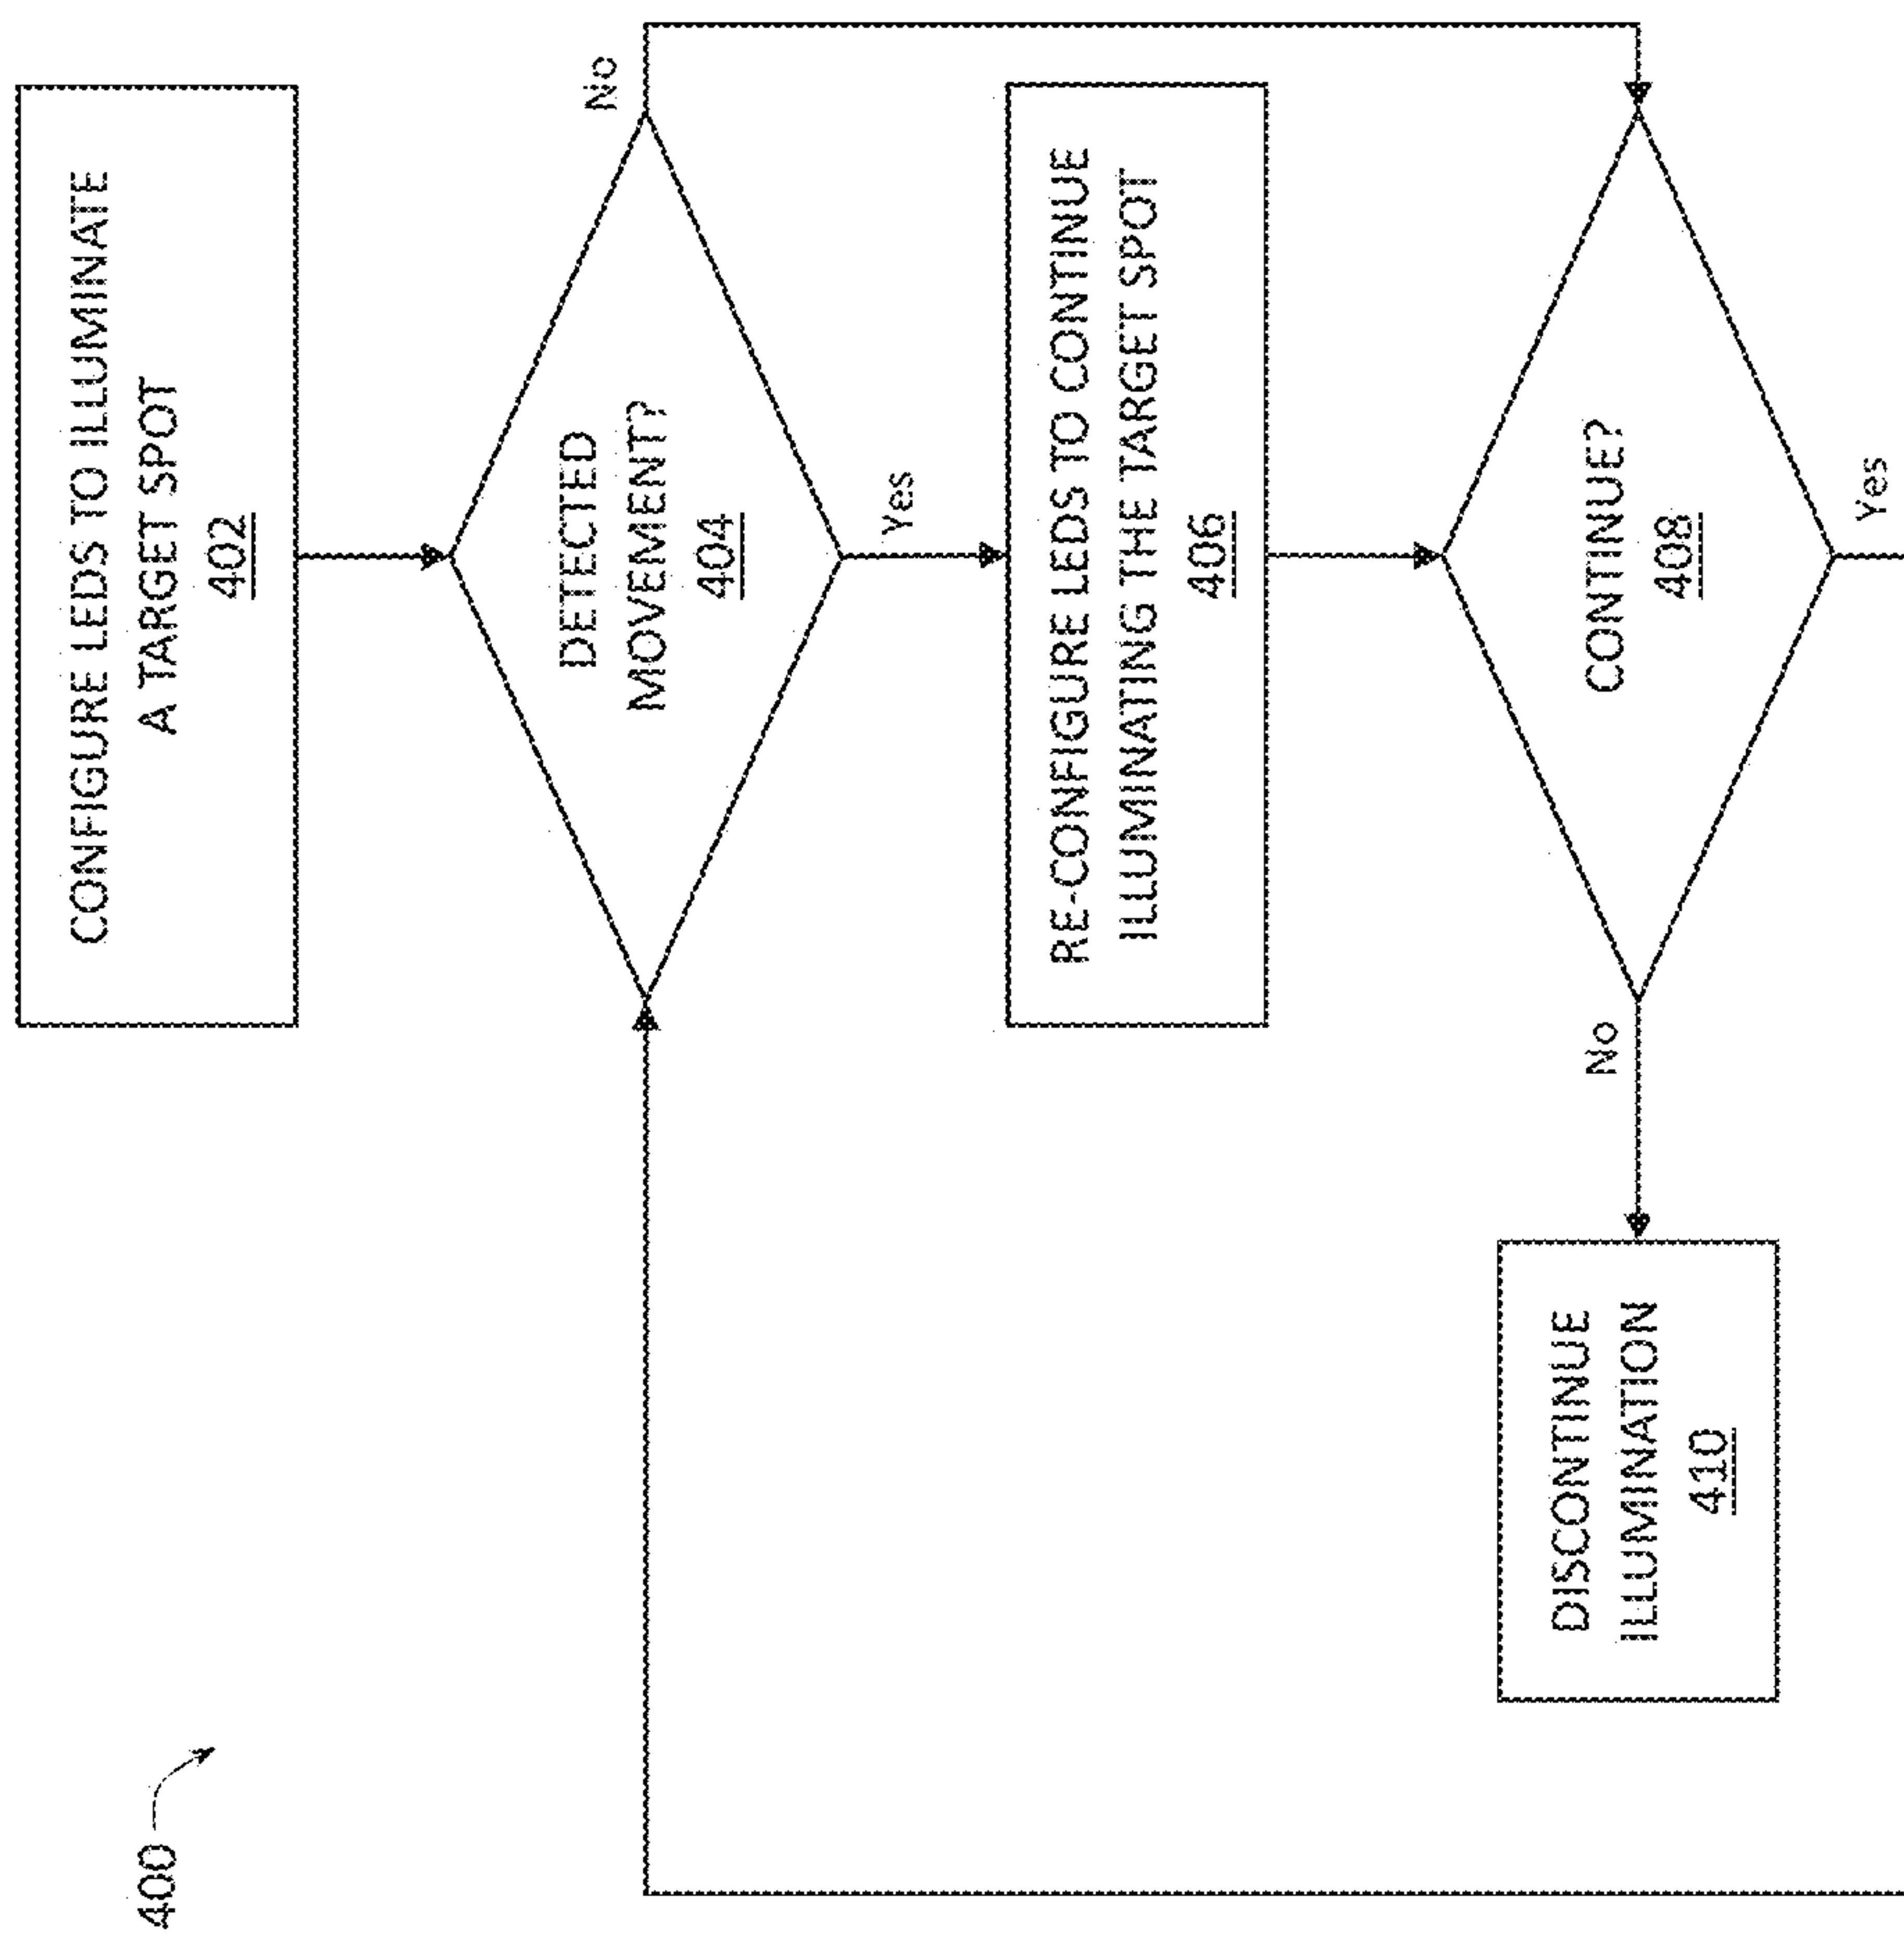 400
CONFIGURE LEDS TO ILLUMINATE
A TARGET SPOT
402
DETECTED
MOVEMENT?
404
No
Yes
RE-CONFIGURE LEDS TO CONTINUE
ILLUMINATING THE TARGET SPOT
406
CONTINUE?
408
No
Yes
DISCONTINUE
ILLUMINATION
410